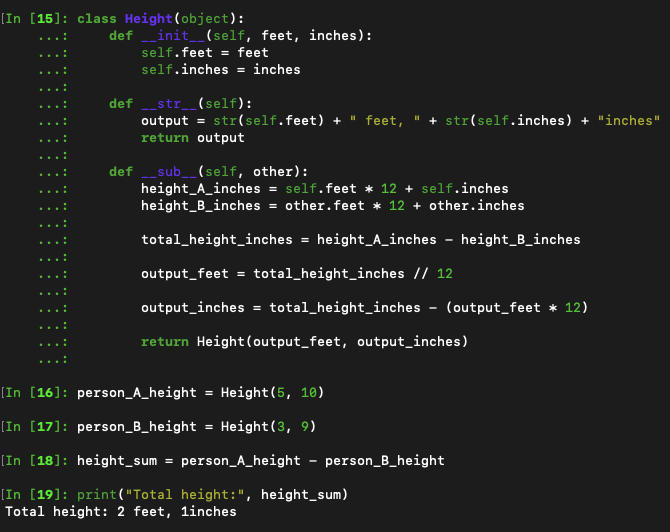 [In [15]: class Height(object):
    ...:     def __init__(self, feet, inches):
    ...:         self.feet = feet
    ...:         self.inches = inches
    ...:
    ...:     def __str__(self):
    ...:         output = str(self.feet) + " feet, " + str(self.inches) + "inches"
    ...:         return output
    ...:
    ...:     def __sub__(self, other):
    ...:         height_A_inches = self.feet * 12 + self.inches
    ...:         height_B_inches = other.feet * 12 + other.inches
    ...:
    ...:         total_height_inches = height_A_inches - height_B_inches
    ...:
    ...:         output_feet = total_height_inches // 12
    ...:
    ...:         output_inches = total_height_inches - (output_feet * 12)
    ...:
    ...:         return Height(output_feet, output_inches)
    ...:
[In [16]: person_A_height = Height(5, 10)
[In [17]: person_B_height = Height(3, 9)
[In [18]: height_sum = person_A_height - person_B_height
[In [19]: print("Total height:", height_sum)
Total height: 2 feet, 1inches